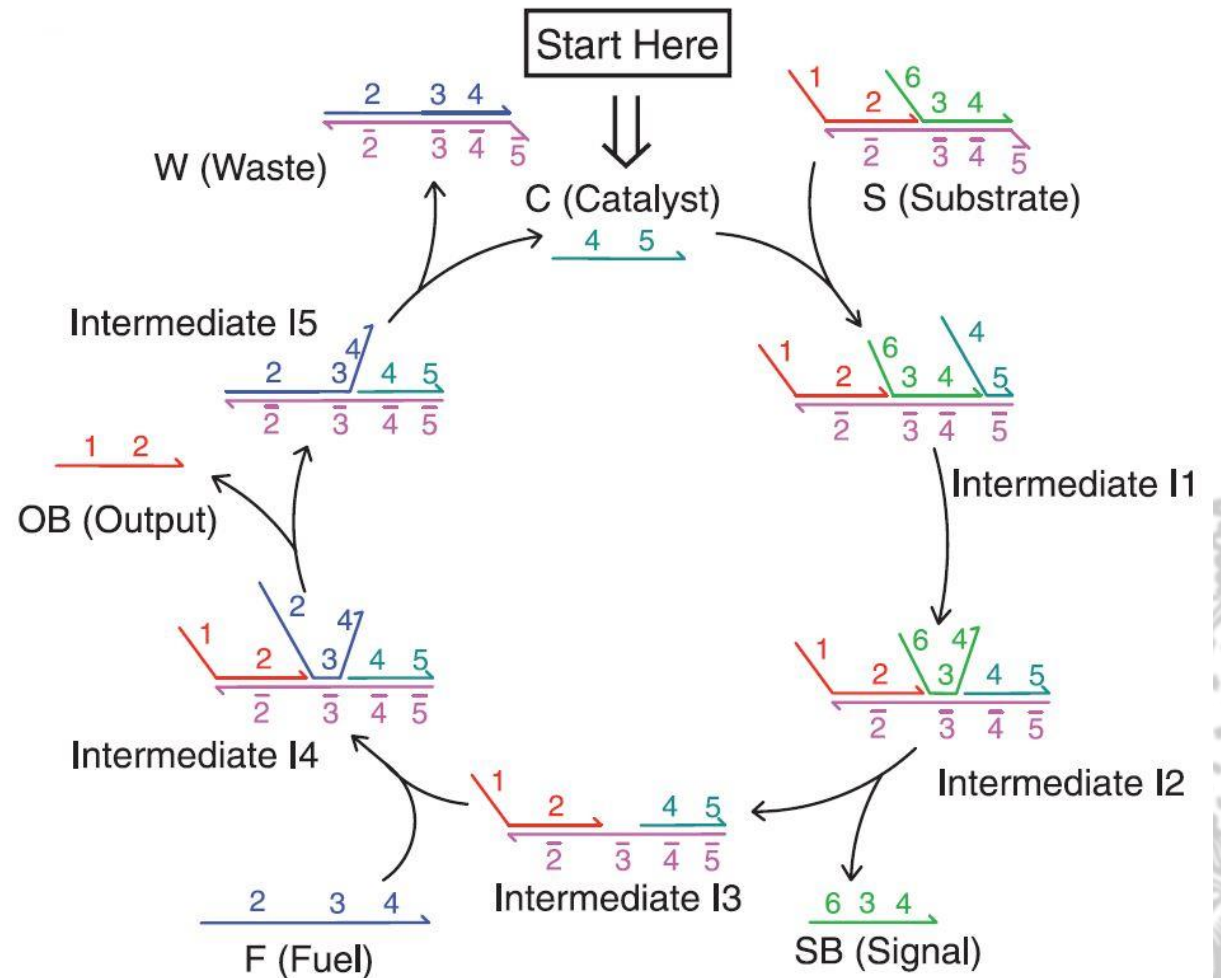 Start Here
2 3 4
2̄ 3̄ 4̄ 5̄
W (Waste)
C (Catalyst)
4 5
1 2 6 3 4
2̄ 3̄ 4̄ 5̄
S (Substrate)
1 2 6 3 4 4 5
2̄ 3̄ 4̄ 5̄
Intermediate I1
1 2 6 3 4 4 5
2̄ 3̄ 4̄ 5̄
Intermediate I2
6 3 4
SB (Signal)
1 2 4 5
2̄ 3̄ 4̄ 5̄
Intermediate I3
2 3 4
F (Fuel)
1 2 2 3 4 4 5
2̄ 3̄ 4̄ 5̄
Intermediate I4
1 2
OB (Output)
Intermediate I5
2 3 4 4 5
2̄ 3̄ 4̄ 5̄